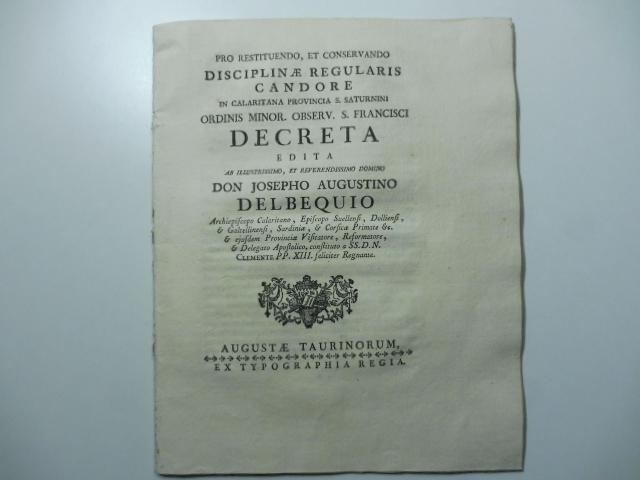 PRO RESTITUENDO, ET CONSERVANDO
DISCIPLINÆ REGULARIS
CANDORE
IN CALARITANA PROVINCIA S. SATURNINI
ORDINIS MINOR. OBSERV. S. FRANCISCI
DECRETA
EDITA
AB ILLUSTRISSIMO, ET REVERENDISSIMO DOMINO
DON JOSEPHO AUGUSTINO
DELBEQUIO
Archiepiscopo Calaritano, Episcopo Suellensi, Doliensi,
& Galtellinensi, Sardiniæ, & Corsicæ Primate &c.
& ejusdem Provinciæ Visitatore, Reformatore,
& Delegato Apostolico, constituto a SS. D. N.
CLEMENTE PP. XIII. feliciter Regnante.
AUGUSTÆ TAURINORUM,
EX TYPOGRAPHIA REGIA.